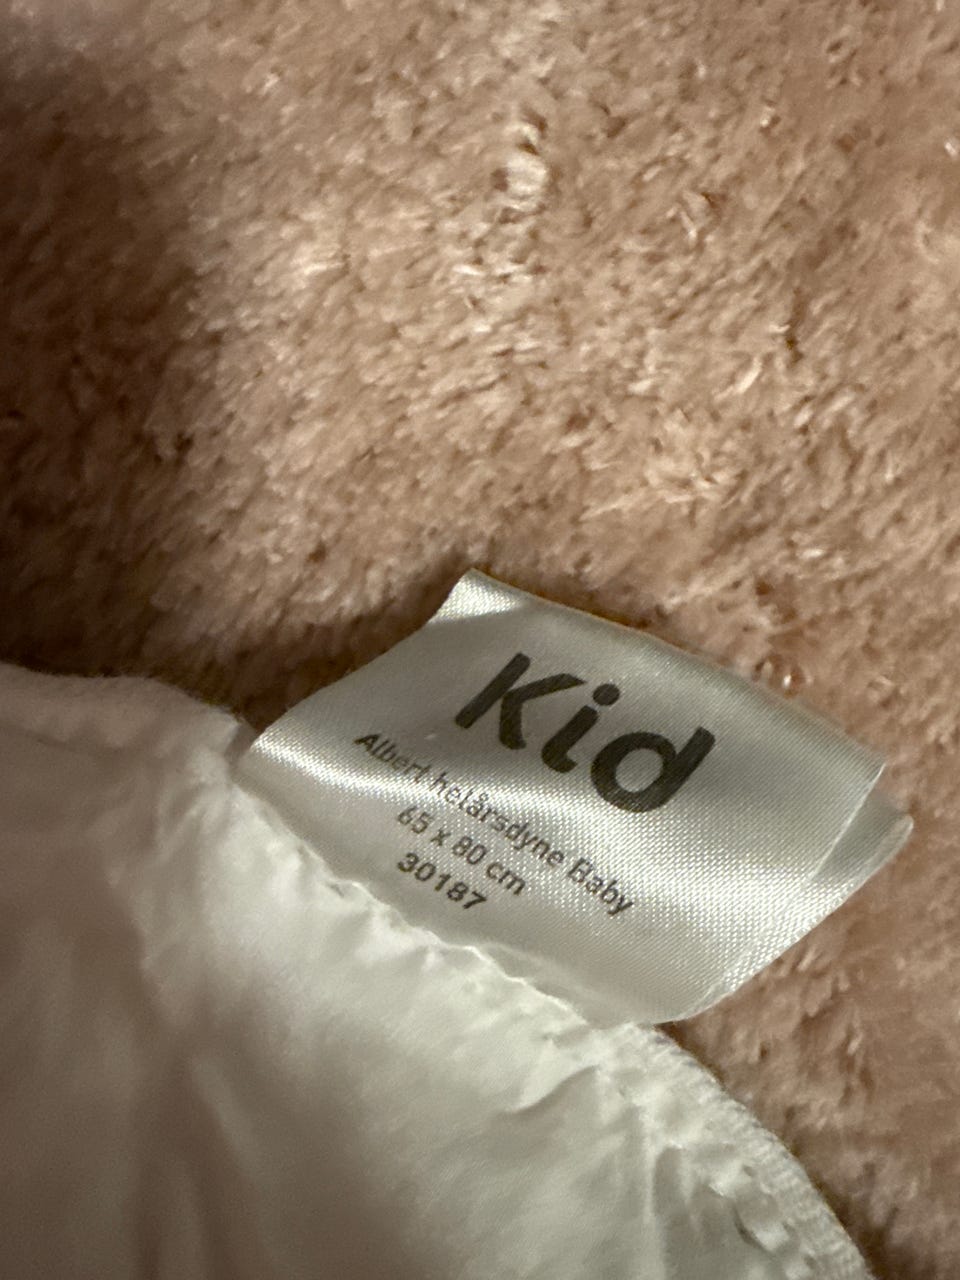 Kid
Albert helårsdyne Baby
65 x 80 cm
30187